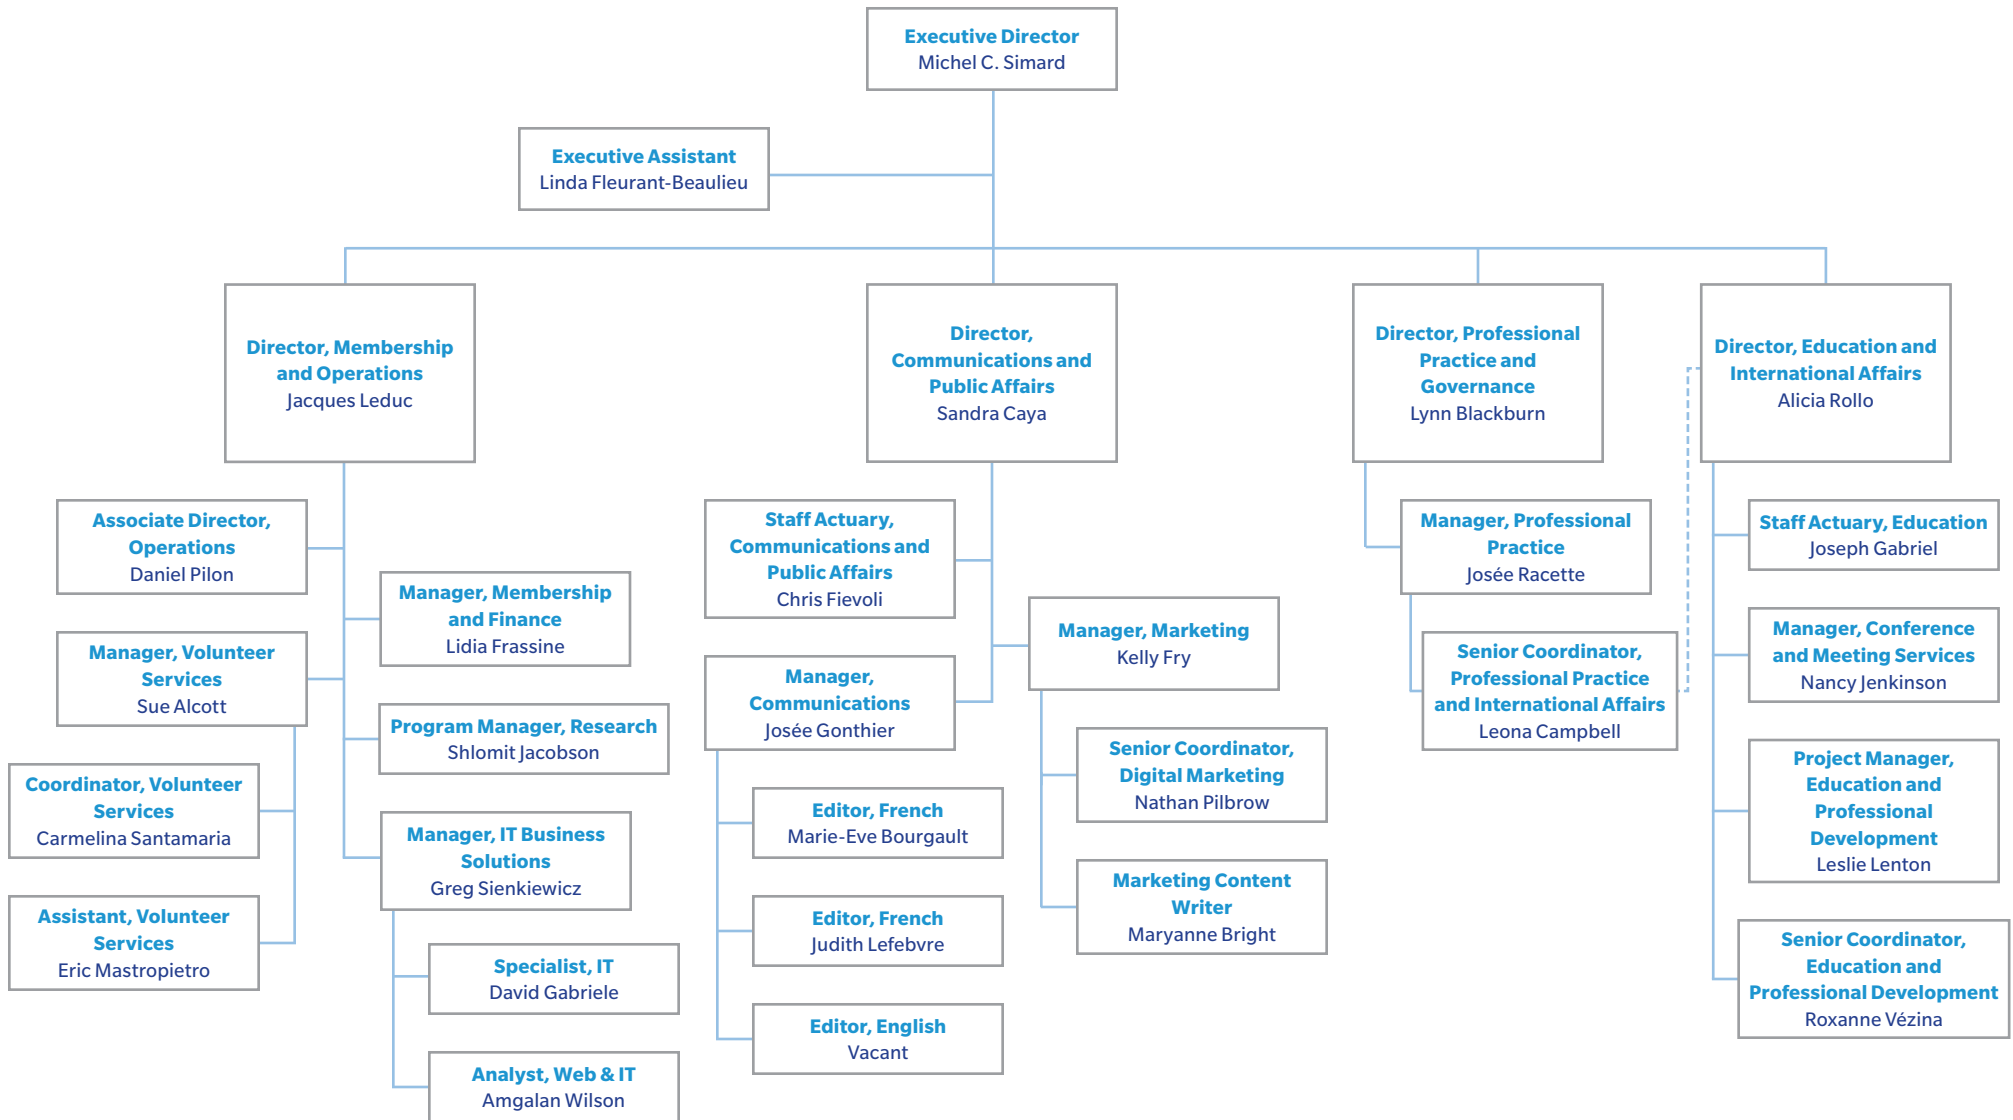 Executive Director
Michel C. Simard
Executive Assistant
Linda Fleurant-Beaulieu
Director, Membership
and Operations
Jacques Leduc
Associate Director,
Operations
Daniel Pilon
Manager, Membership
and Finance
Lidia Frassine
Manager, Volunteer
Services
Sue Alcott
Program Manager, Research
Shlomit Jacobson
Coordinator, Volunteer
Services
Carmelina Santamaria
Manager, IT Business
Solutions
Greg Sienkiewicz
Assistant, Volunteer
Services
Eric Mastropietro
Specialist, IT
David Gabriele
Analyst, Web & IT
Amgalan Wilson
Director,
Communications and
Public Affairs
Sandra Caya
Staff Actuary,
Communications and
Public Affairs
Chris Fievoli
Manager, Marketing
Kelly Fry
Manager,
Communications
Josée Gonthier
Senior Coordinator,
Digital Marketing
Nathan Pilbrow
Editor, French
Marie-Eve Bourgault
Marketing Content
Writer
Maryanne Bright
Editor, French
Judith Lefebvre
Editor, English
Vacant
Director, Professional
Practice and
Governance
Lynn Blackburn
Manager, Professional
Practice
Josée Racette
Senior Coordinator,
Professional Practice
and International Affairs
Leona Campbell
Director, Education and
International Affairs
Alicia Rollo
Staff Actuary, Education
Joseph Gabriel
Manager, Conference
and Meeting Services
Nancy Jenkinson
Project Manager,
Education and
Professional
Development
Leslie Lenton
Senior Coordinator,
Education and
Professional Development
Roxanne Vézina